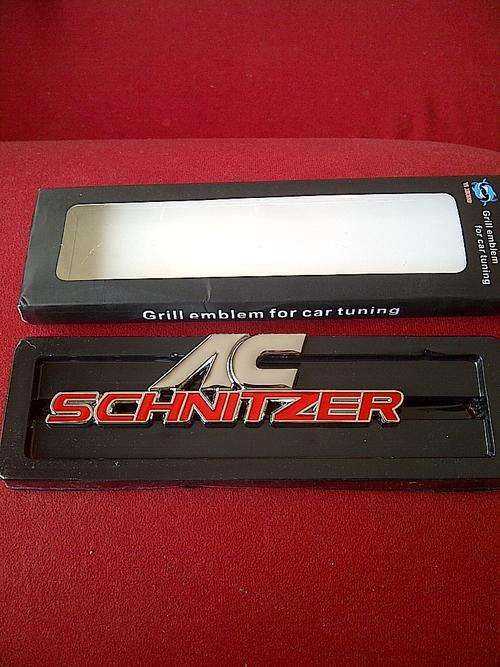 Grill emblem
for car tuning
Grill emblem for car tuning
AC
SCHNITZER